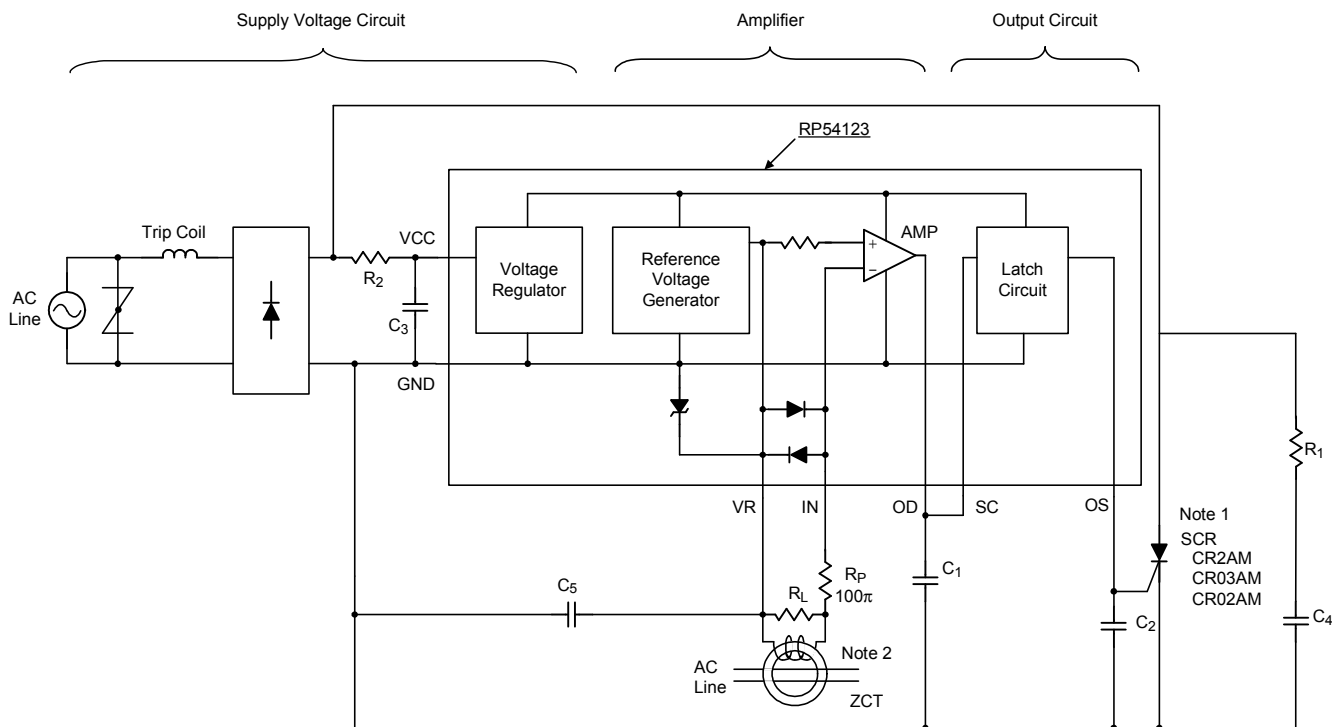 Supply Voltage Circuit
Amplifier
Output Circuit
RP54123
Trip Coil
VCC
AMP
R2
Voltage
Regulator
Reference
Voltage
Generator
Latch
Circuit
AC
Line
C3
GND
R1
VR
IN
OD
SC
OS
Note 1
SCR
CR2AM
CR03AM
CR02AM
C5
RL
RP
100π
C1
C2
C4
Note 2
AC
Line
ZCT